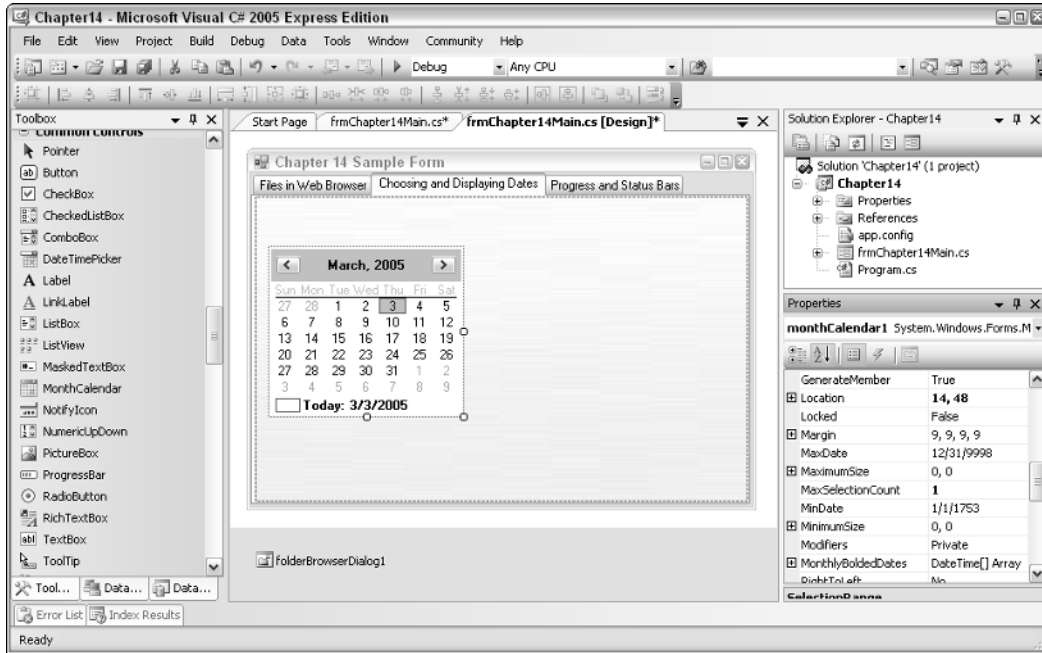 Chapter14 - Microsoft Visual C# 2005 Express Edition
File Edit View Project Build Debug Data Tools Window Community Help
Debug Any CPU
Toolbox
Common Controls
Pointer
Button
CheckBox
CheckedListBox
ComboBox
DateTimePicker
Label
LinkLabel
ListBox
ListView
MaskedTextBox
MonthCalendar
NotifyIcon
NumericUpDown
PictureBox
ProgressBar
RadioButton
RichTextBox
TextBox
ToolTip
Tool... Data... Data...
Start Page frmChapter14Main.cs* frmChapter14Main.cs [Design]*
Chapter 14 Sample Form
Files in Web Browser Choosing and Displaying Dates Progress and Status Bars
March, 2005
Sun Mon Tue Wed Thu Fri Sat
27 28 1 2 3 4 5
6 7 8 9 10 11 12
13 14 15 16 17 18 19
20 21 22 23 24 25 26
27 28 29 30 31 1 2
3 4 5 6 7 8 9
Today: 3/3/2005
folderBrowserDialog1
Solution Explorer - Chapter14
Solution 'Chapter14' (1 project)
Chapter14
Properties
References
app.config
frmChapter14Main.cs
Program.cs
Properties
monthCalendar1 System.Windows.Forms.M
GenerateMember True
Location 14, 48
Locked False
Margin 9, 9, 9, 9
MaxDate 12/31/9998
MaximumSize 0, 0
MaxSelectionCount 1
MinDate 1/1/1753
MinimumSize 0, 0
Modifiers Private
MonthlyBoldedDates DateTime[] Array
RightToLeft No
SelectionRange
Error List Index Results
Ready